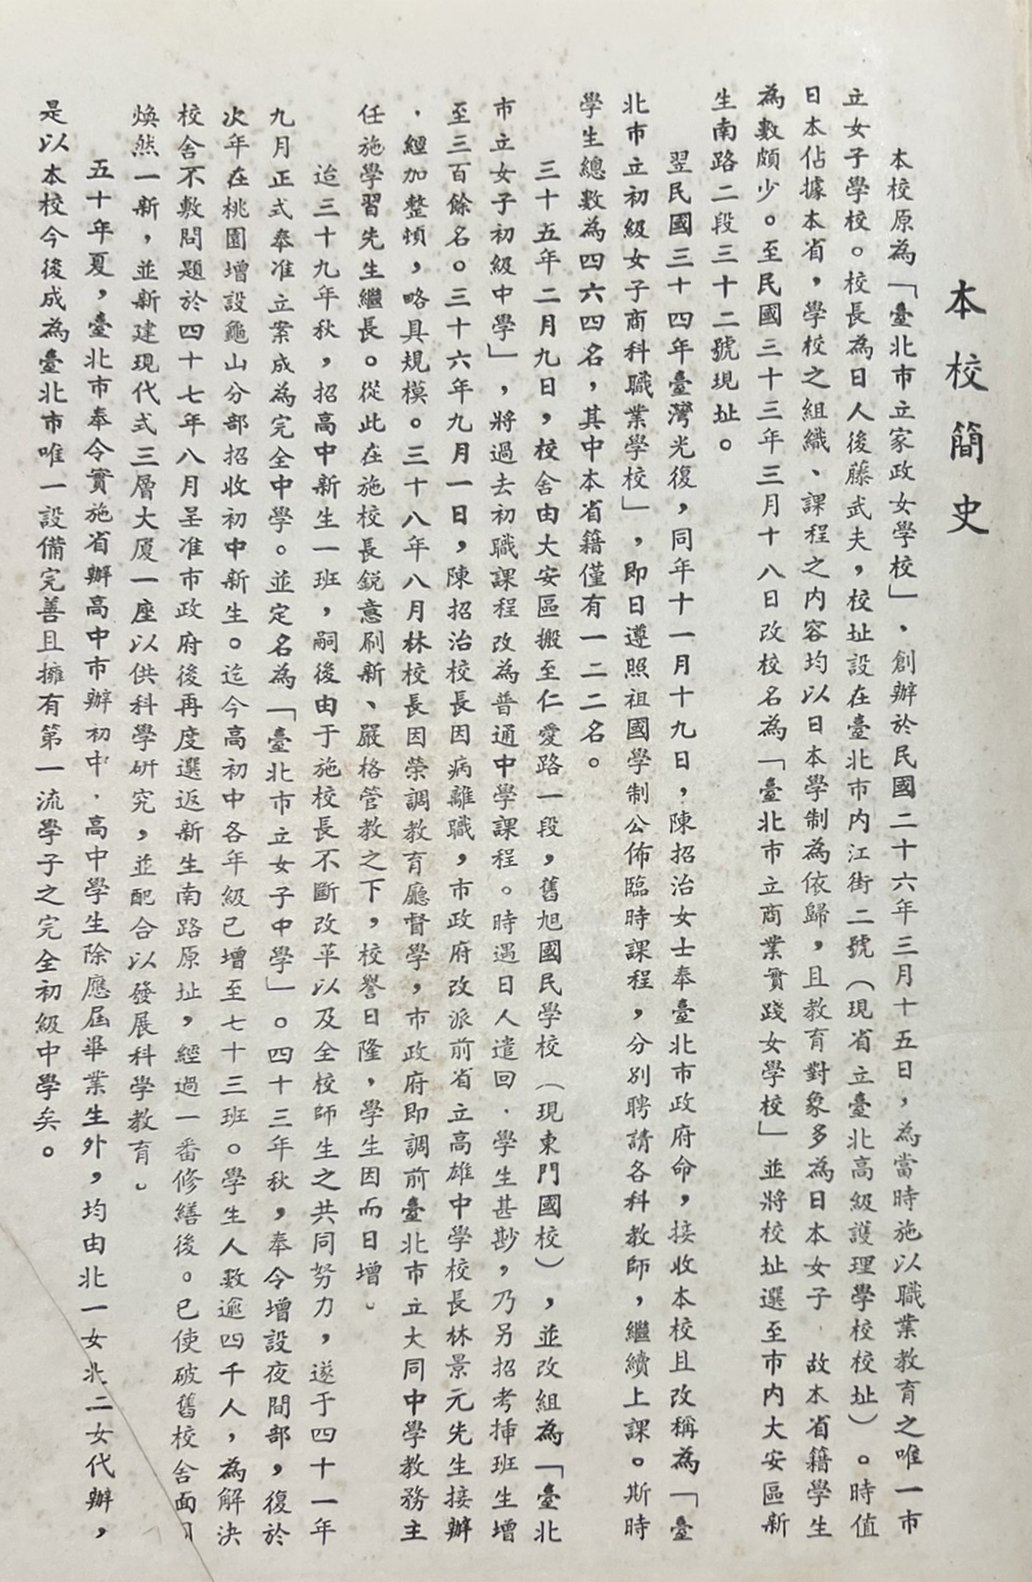 本校簡史
本校原為「臺北市立家政女學校」，創辦於民國二十六年三月十五日，為當時施以職業教育之唯一市
立女子學校。校長為日人後藤武夫，校址設在臺北市內江街二號（現省立臺北高級護理學校校址）。時值
日本佔據本省，學校之組織、課程之內容均以日本學制為依歸，且教育對象多為日本女子．故本省籍學生
為數頗少。至民國三十三年三月十八日改校名為「臺北市立商業實踐女學校」並將校址選至市內大安區新
生南路二段三十二號現址。
翌民國三十四年臺灣光復，同年十一月十九日，陳招治女士奉臺北市政府命，接收本校且改稱為「臺
北市立初級女子商科職業學校」，即日遵照祖國學制公佈臨時課程，分別聘請各科教師，繼續上課。斯時
學生總數為四六四名，其中本省籍僅有一二二名。
三十五年二月九日，校舍由大安區搬至仁愛路一段，舊旭國民學校（現東門國校），並改組為「臺北
市立女子初級中學」，將過去初職課程改為普通中學課程。時遇日人遣回．學生甚尠，乃另招考揷班生增
至三百餘名。三十六年九月一日，陳招治校長因病離職，市政府改派前省立高雄中學校長林景元先生接辦
．經加整頓，略具規模。三十八年八月林校長因榮調教育廳督學，市政府即調前臺北市立大同中學教務主
任施學習先生繼長。從此在施校長銳意刷新、嚴格管教之下，校譽日隆，學生因而日增。
迨三十九年秋，招高中新生一班，嗣後由于施校長不斷改革以及全校師生之共同努力，遂于四十一年
九月正式奉准立案成為完全中學。並定名為「臺北市立女子中學」。四十三年秋，奉令增設夜間部，復於
次年在桃園增設龜山分部招收初中新生。迄今高初中各年級已增至七十三班。學生人數逾四千人，為解決
校舍不敷問題於四十七年八月呈准市政府後再度選返新生南路原址，經過一番修繕後。已使破舊校舍面目
煥然一新，並新建現代式三層大廈一座以供科學研究，並配合以發展科學教育。
五十年夏，臺北市奉令實施省辦高中市辦初中．高中學生除應屆畢業生外，均由北一女北二女代辦，
是以本校今後成為臺北市唯一設備完善且擁有第一流學子之完全初級中學矣。